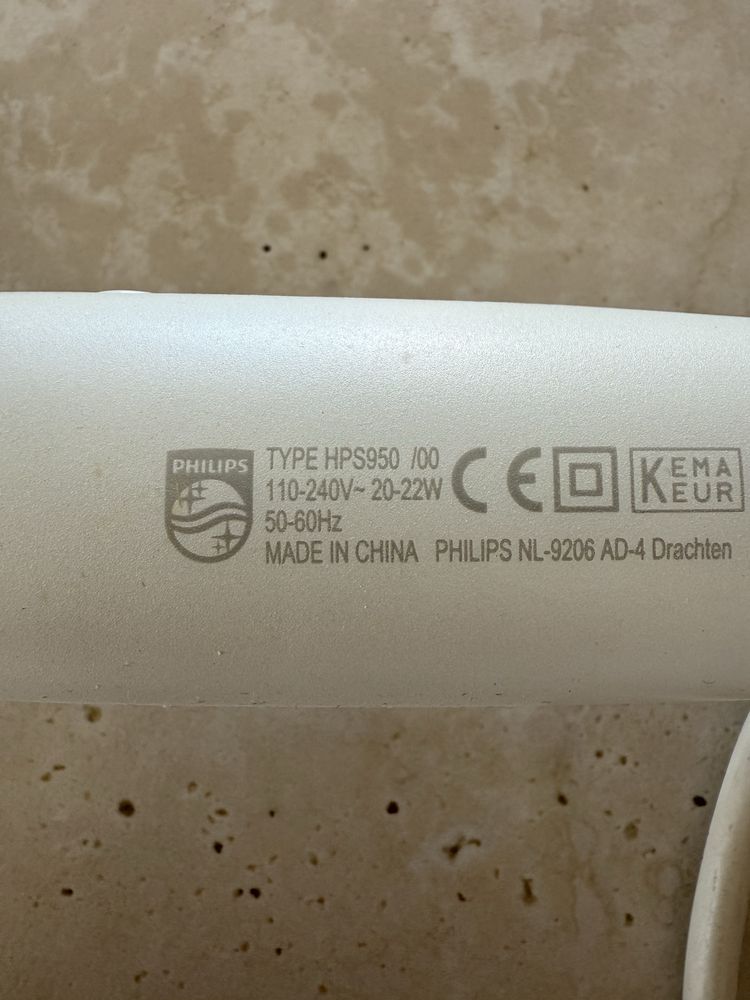 PHILIPS
TYPE HPS950 /00
110-240V~ 20-22W
50-60Hz
MADE IN CHINA PHILIPS NL-9206 AD-4 Drachten
CE
KEMA
KEUR